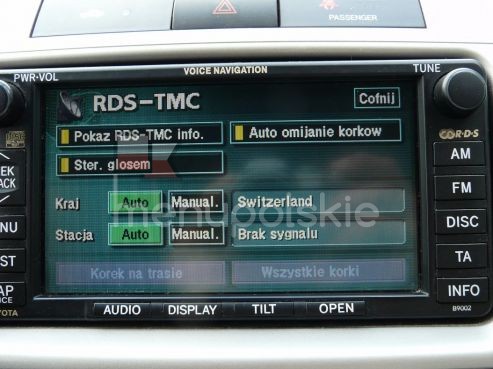 PASSENGER
PWR-VOL VOICE NAVIGATION TUNE
RDS-TMC Cofnij
Pokaz RDS-TMC info. Auto omijanie korkow
Ster. glosem
Kraj Auto Manual. Switzerland
menupolskie
Stacja Auto Manual. Brak sygnalu
Korek na trasie Wszystkie korki
AUDIO DISPLAY TILT OPEN
AM
FM
DISC
TA
INFO
B9002